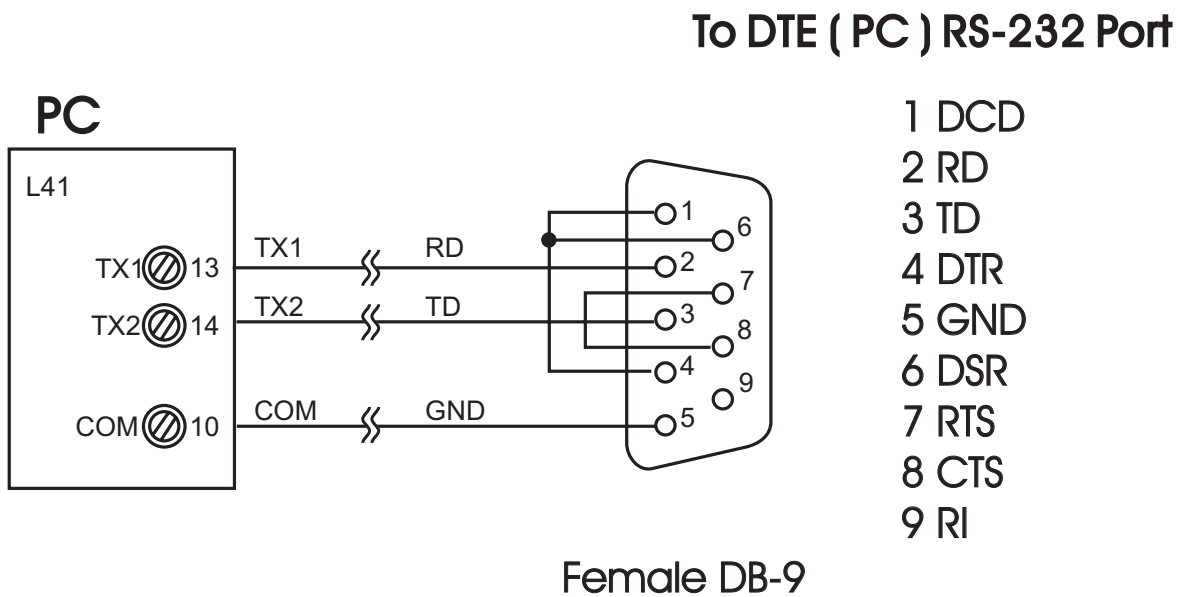 To DTE ( PC ) RS-232 Port
PC
L41
TX1 13
TX1 RD
TX2 14
TX2 TD
COM 10
COM GND
1
6
2
7
3
8
4
9
5
1 DCD
2 RD
3 TD
4 DTR
5 GND
6 DSR
7 RTS
8 CTS
9 RI
Female DB-9